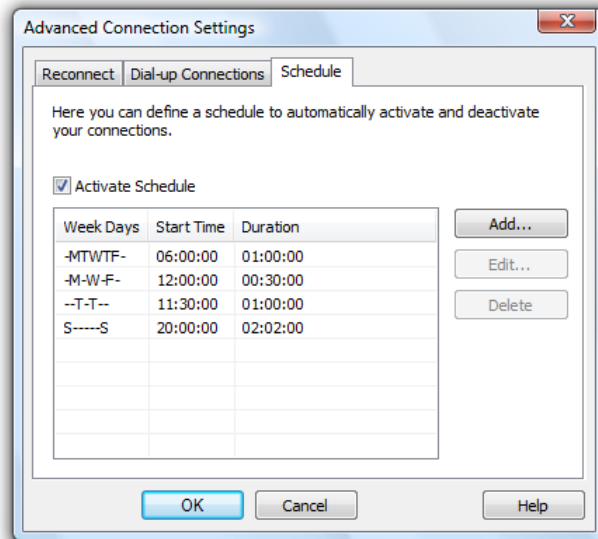 Advanced Connection Settings
Reconnect Dial-up Connections Schedule
Here you can define a schedule to automatically activate and deactivate
your connections.
Activate Schedule
Week Days Start Time Duration
-MTWTF- 06:00:00 01:00:00
-M-W-F- 12:00:00 00:30:00
--T-T-- 11:30:00 01:00:00
S-----S 20:00:00 02:02:00
Add...
Edit...
Delete
OK Cancel Help